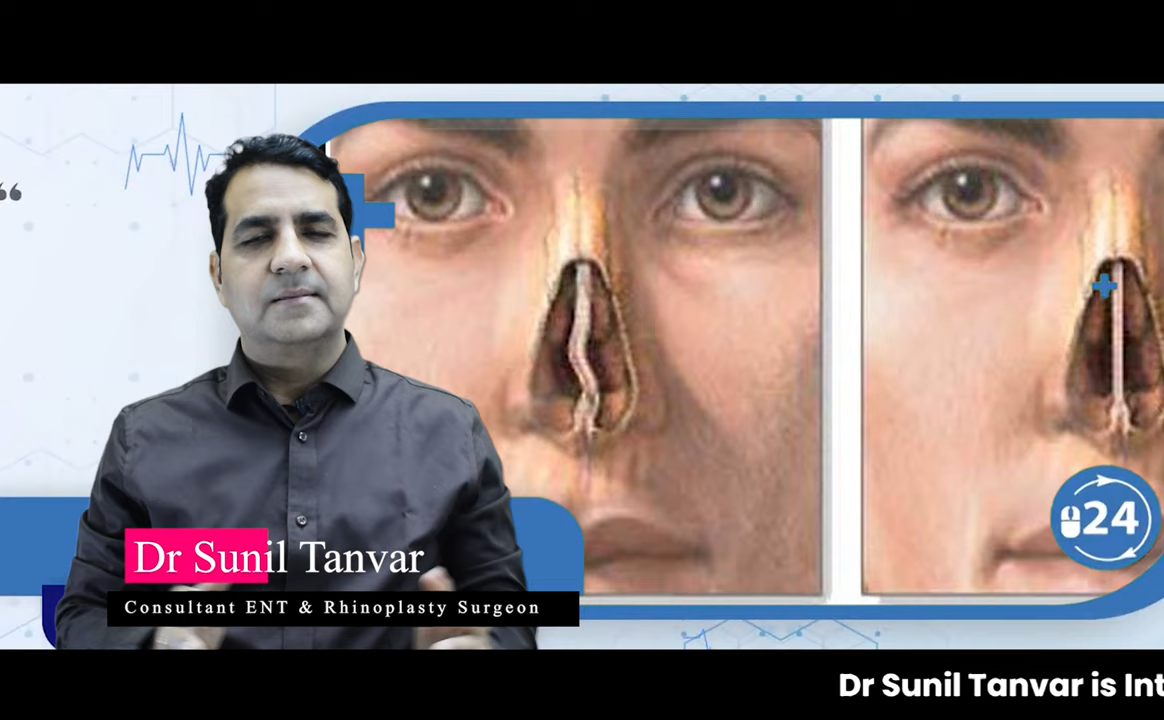 “
24
Dr Sunil Tanvar
Consultant ENT & Rhinoplasty Surgeon
Dr Sunil Tanvar is Int